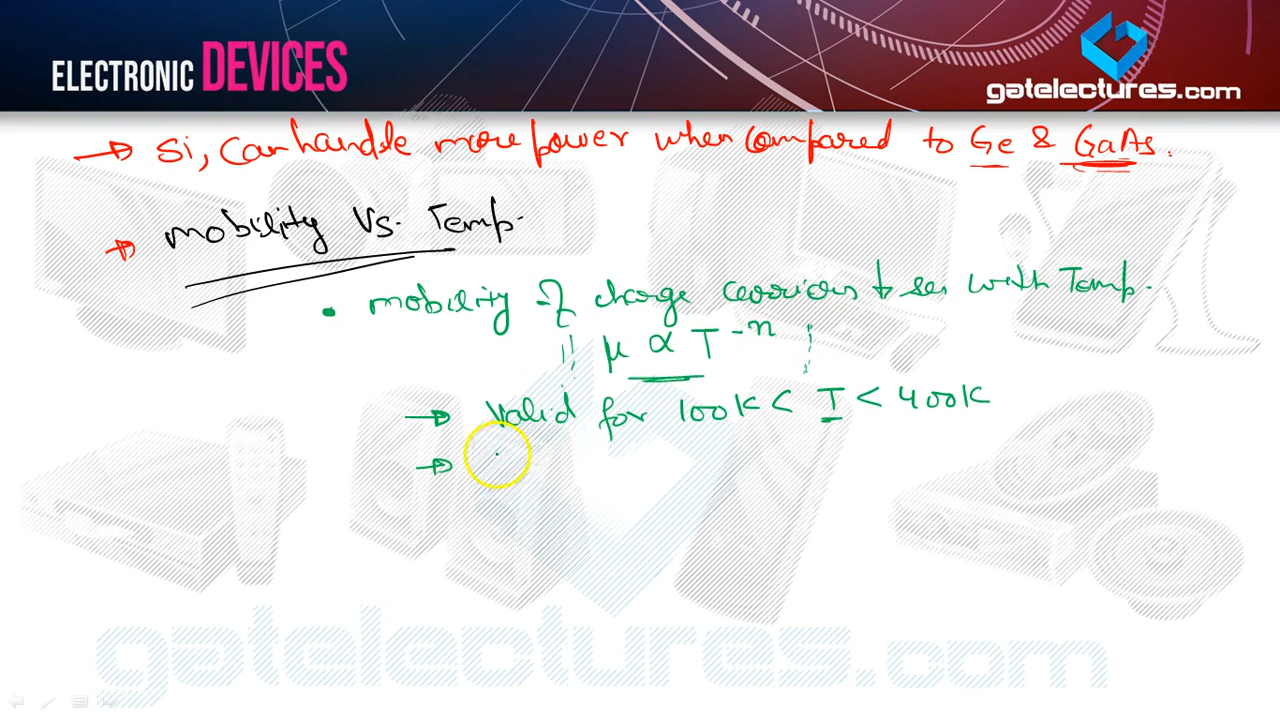 ELECTRONIC DEVICES
gatelectures.com
→ Si, Can handle more power when compared to Ge & GaAs.
→ mobility Vs. Temp.
• mobility of charge carriers ↓ ses with Temp.
μ ∝ T⁻ⁿ
→ Valid for 100K < T < 400K
→
gatelectures.com